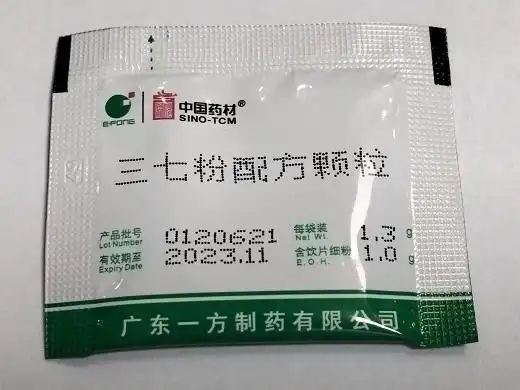 E-FONG
中国药材®
SINO-TCM
三七粉配方颗粒
产品批号 0120621 每袋装 1.3 g
Lot Number Net Wt.
有效期至 2023.11 含饮片细粉 1.0 g
Expiry Date E.O.H.
广东一方制药有限公司